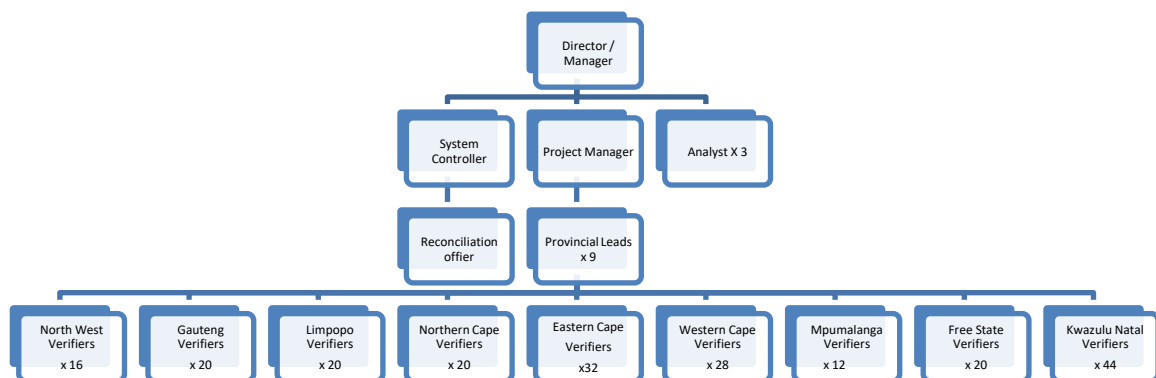 Director /
Manager
System
Controller
Project Manager
Analyst X 3
Reconciliation
offier
Provincial Leads
x 9
North West
Verifiers
x 16
Gauteng
Verifiers
x 20
Limpopo
Verifiers
x 20
Northern Cape
Verifiers
x 20
Eastern Cape
Verifiers
x32
Western Cape
Verifiers
x 28
Mpumalanga
Verifiers
x 12
Free State
Verifiers
x 20
Kwazulu Natal
Verifiers
x 44